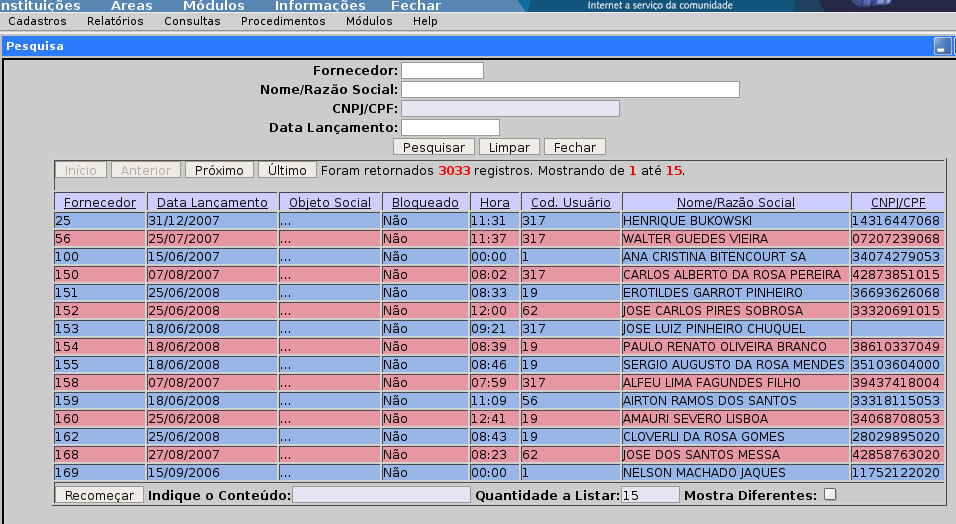 nstituições Áreas Módulos Informações Fechar Internet a serviço da comunidade
Cadastros Relatórios Consultas Procedimentos Módulos Help
Pesquisa
Fornecedor:
Nome/Razão Social:
CNPJ/CPF:
Data Lançamento:
Pesquisar Limpar Fechar
Início Anterior Próximo Último Foram retornados 3033 registros. Mostrando de 1 até 15.
Fornecedor Data Lançamento Objeto Social Bloqueado Hora Cod. Usuário Nome/Razão Social CNPJ/CPF
25 31/12/2007 ... Não 11:31 317 HENRIQUE BUKOWSKI 14316447068
56 25/07/2007 ... Não 11:37 317 WALTER GUEDES VIEIRA 07207239068
100 15/06/2007 ... Não 00:00 1 ANA CRISTINA BITENCOURT SA 34074279053
150 07/08/2007 ... Não 08:02 317 CARLOS ALBERTO DA ROSA PEREIRA 42873851015
151 25/06/2008 ... Não 08:33 19 EROTILDES GARROT PINHEIRO 36693626068
152 25/06/2008 ... Não 12:00 62 JOSE CARLOS PIRES SOBROSA 33320691015
153 18/06/2008 ... Não 09:21 317 JOSE LUIZ PINHEIRO CHUQUEL
154 18/06/2008 ... Não 08:39 19 PAULO RENATO OLIVEIRA BRANCO 38610337049
155 18/06/2008 ... Não 08:46 19 SERGIO AUGUSTO DA ROSA MENDES 35103604000
158 07/08/2007 ... Não 07:59 317 ALFEU LIMA FAGUNDES FILHO 39437418004
159 18/06/2008 ... Não 11:09 56 AIRTON RAMOS DOS SANTOS 33318115053
160 25/06/2008 ... Não 12:41 19 AMAURI SEVERO LISBOA 34068708053
162 25/06/2008 ... Não 08:43 19 CLOVERLI DA ROSA GOMES 28029895020
168 27/08/2007 ... Não 08:23 62 JOSE DOS SANTOS MESSA 42858763020
169 15/09/2006 ... Não 00:00 1 NELSON MACHADO JAQUES 11752122020
Recomeçar Indique o Conteúdo: Quantidade a Listar: 15 Mostra Diferentes: